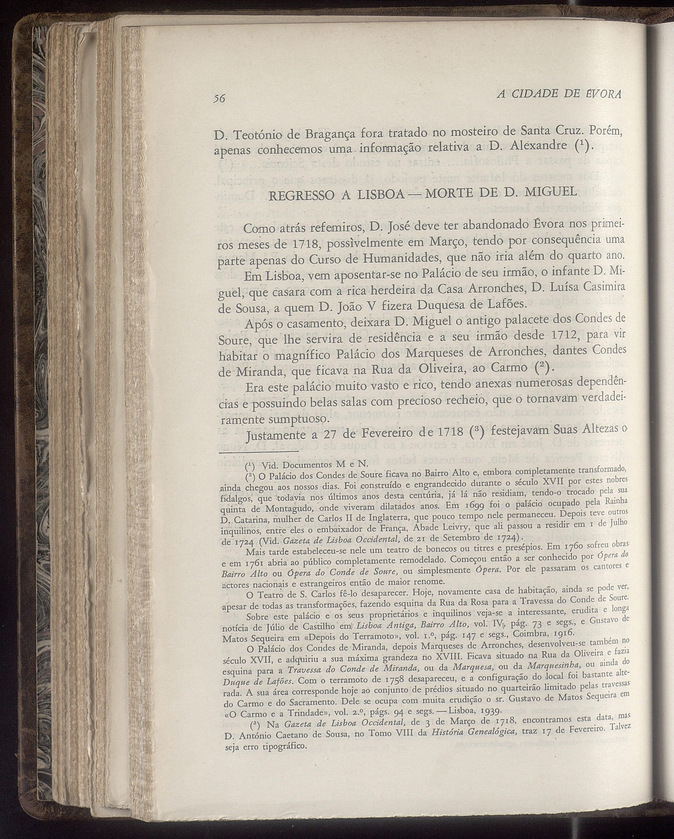 56
A CIDADE DE ÉVORA
D. Teotónio de Bragança fora tratado no mosteiro de Santa Cruz. Porém,
apenas conhecemos uma informação relativa a D. Alexandre (¹).
REGRESSO A LISBOA — MORTE DE D. MIGUEL
Como atrás referimos, D. José deve ter abandonado Évora nos primei-
ros meses de 1718, possìvelmente em Março, tendo por consequência uma
parte apenas do Curso de Humanidades, que não iria além do quarto ano.
Em Lisboa, vem aposentar-se no Palácio de seu irmão, o infante D. Mi-
guel, que casara com a rica herdeira da Casa Arronches, D. Luísa Casimira
de Sousa, a quem D. João V fizera Duquesa de Lafões.
Após o casamento, deixara D. Miguel o antigo palacete dos Condes de
Soure, que lhe servira de residência e a seu irmão desde 1712, para vir
habitar o magnífico Palácio dos Marqueses de Arronches, dantes Condes
de Miranda, que ficava na Rua da Oliveira, ao Carmo (²).
Era este palácio muito vasto e rico, tendo anexas numerosas dependên-
cias e possuindo belas salas com precioso recheio, que o tornavam verdadei-
ramente sumptuoso.
Justamente a 27 de Fevereiro de 1718 (³) festejavam Suas Altezas o
(¹) Vid. Documentos M e N.
(²) O Palácio dos Condes de Soure ficava no Bairro Alto e, embora completamente transformado,
ainda chegou aos nossos dias. Foi construído e engrandecido durante o século XVII por estes nobres
fidalgos, que todavia nos últimos anos desta centúria, já lá não residiam, tendo-o trocado pela sua
quinta de Montagudo, onde viveram dilatados anos. Em 1699 foi o palácio ocupado pela Rainha
D. Catarina, mulher de Carlos II de Inglaterra, que pouco tempo nele permaneceu. Depois teve outros
inquilinos, entre eles o embaixador de França, Abade Leivry, que ali passou a residir em 1 de Julho
de 1724 (Vid. Gazeta de Lisboa Occidental, de 21 de Setembro de 1724).
Mais tarde estabeleceu-se nele um teatro de bonecos ou titres e presépios. Em 1760 sofreu obras
e em 1761 abria ao público completamente remodelado. Começou então a ser conhecido por Ópera do
Bairro Alto ou Ópera do Conde de Soure, ou simplesmente Ópera. Por ele passaram os cantores e
actores nacionais e estrangeiros então de maior renome.
O Teatro de S. Carlos fê-lo desaparecer. Hoje, novamente casa de habitação, ainda se pode ver,
apesar de todas as transformações, fazendo esquina da Rua da Rosa para a Travessa do Conde de Soure.
Sobre este palácio e os seus proprietários e inquilinos veja-se a interessante, erudita e longa
notícia de Júlio de Castilho em Lisboa Antiga, Bairro Alto, vol. IV, pág. 73 e segs., e Gustavo de
Matos Sequeira em «Depois do Terramoto», vol. 1.º, pág. 147 e segs., Coimbra, 1916.
O Palácio dos Condes de Miranda, depois Marqueses de Arronches, desenvolveu-se também no
século XVII, e adquiriu a sua máxima grandeza no XVIII. Ficava situado na Rua da Oliveira e fazia
esquina para a Travessa do Conde de Miranda, ou da Marquesa, ou da Marquesinha, ou ainda do
Duque de Lafões. Com o terramoto de 1758 desapareceu, e a configuração do local foi bastante alte-
rada. A sua área corresponde hoje ao conjunto de prédios situado no quarteirão limitado pelas travessas
do Carmo e do Sacramento. Dele se ocupa com muita erudição o sr. Gustavo de Matos Sequeira em
«O Carmo e a Trindade», vol. 2.º, págs. 94 e segs. — Lisboa, 1939.
(³) Na Gazeta de Lisboa Occidental, de 3 de Março de 1718, encontramos esta data, mas
D. António Caetano de Sousa, no Tomo VIII da História Genealógica, traz 17 de Fevereiro. Talvez
seja erro tipográfico.